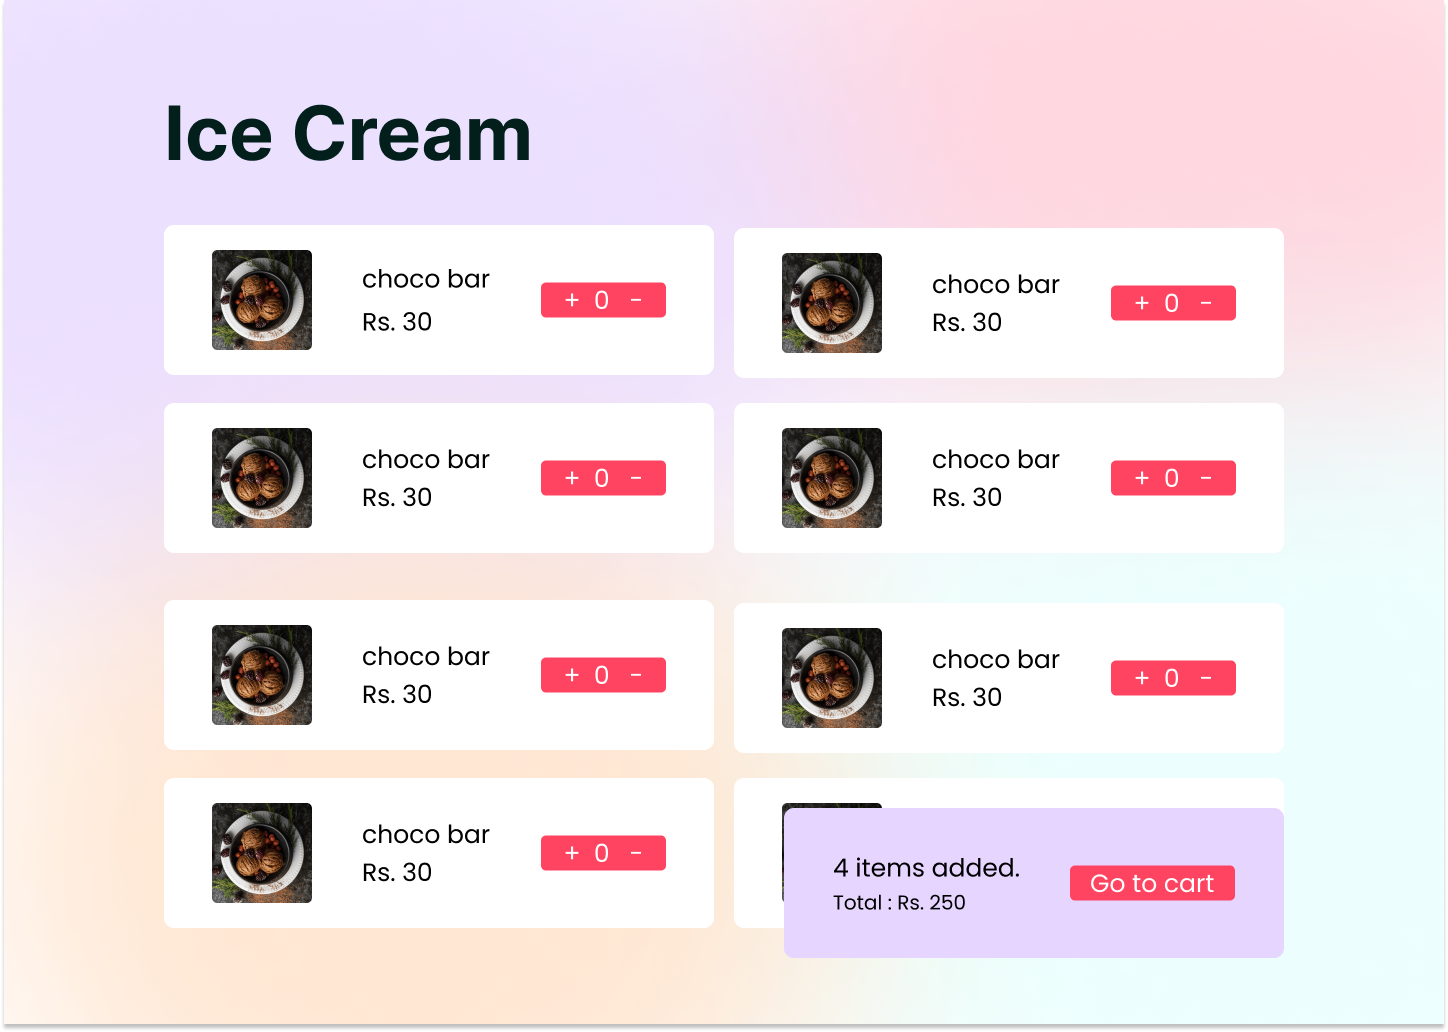 Ice Cream
choco bar
Rs. 30
+ 0 -
choco bar
Rs. 30
+ 0 -
choco bar
Rs. 30
+ 0 -
choco bar
Rs. 30
+ 0 -
choco bar
Rs. 30
+ 0 -
choco bar
Rs. 30
+ 0 -
choco bar
Rs. 30
+ 0 -
4 items added.
Total : Rs. 250
Go to cart